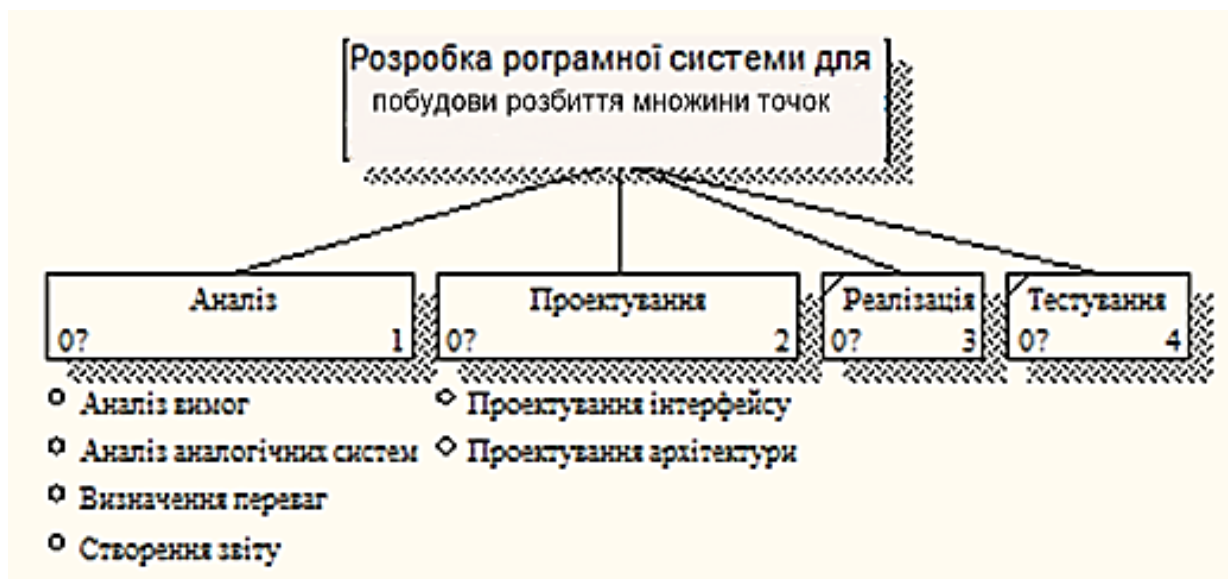 Розробка рограмної системи для
побудови розбиття множини точок
Аналіз
0? 1
Проектування
0? 2
Реалізація
0? 3
Тестування
0? 4
Аналіз вимог
Аналіз аналогічних систем
Визначення переваг
Створення звіту
Проектування інтерфейсу
Проектування архітектури